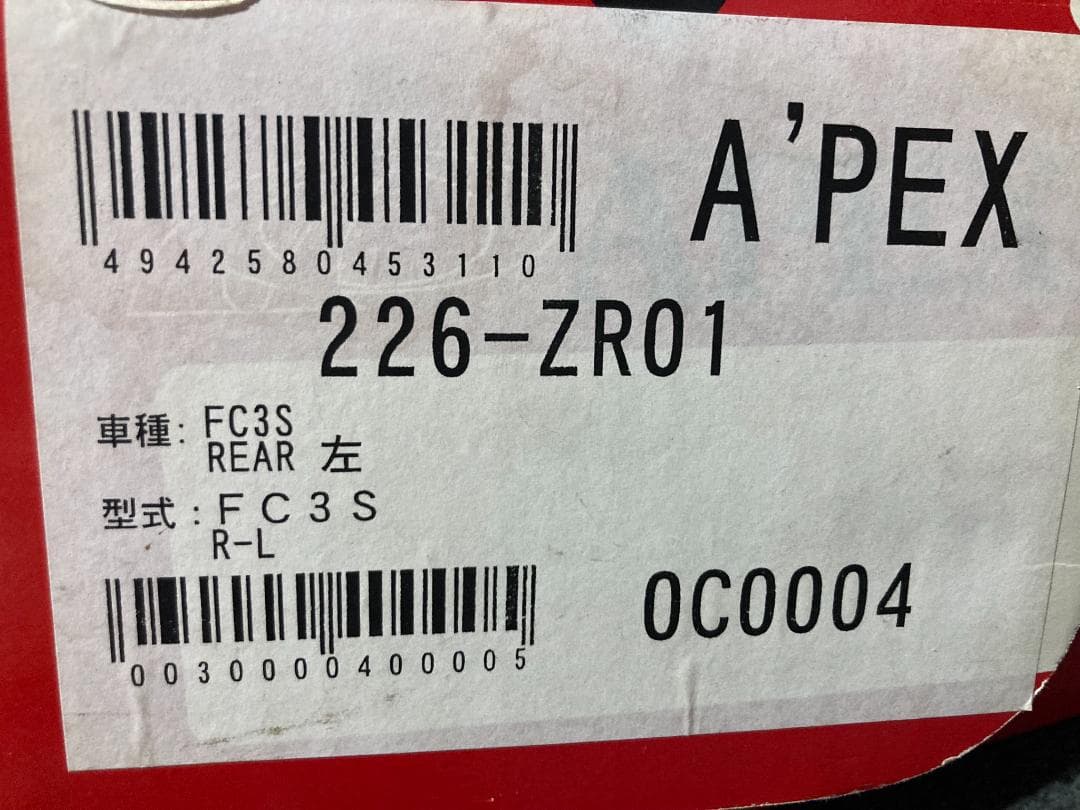 A'PEX
4942580453110
226-ZR01
車種: FC3S
REAR 左
型式: FC3S
R-L
0030000400005
0C0004